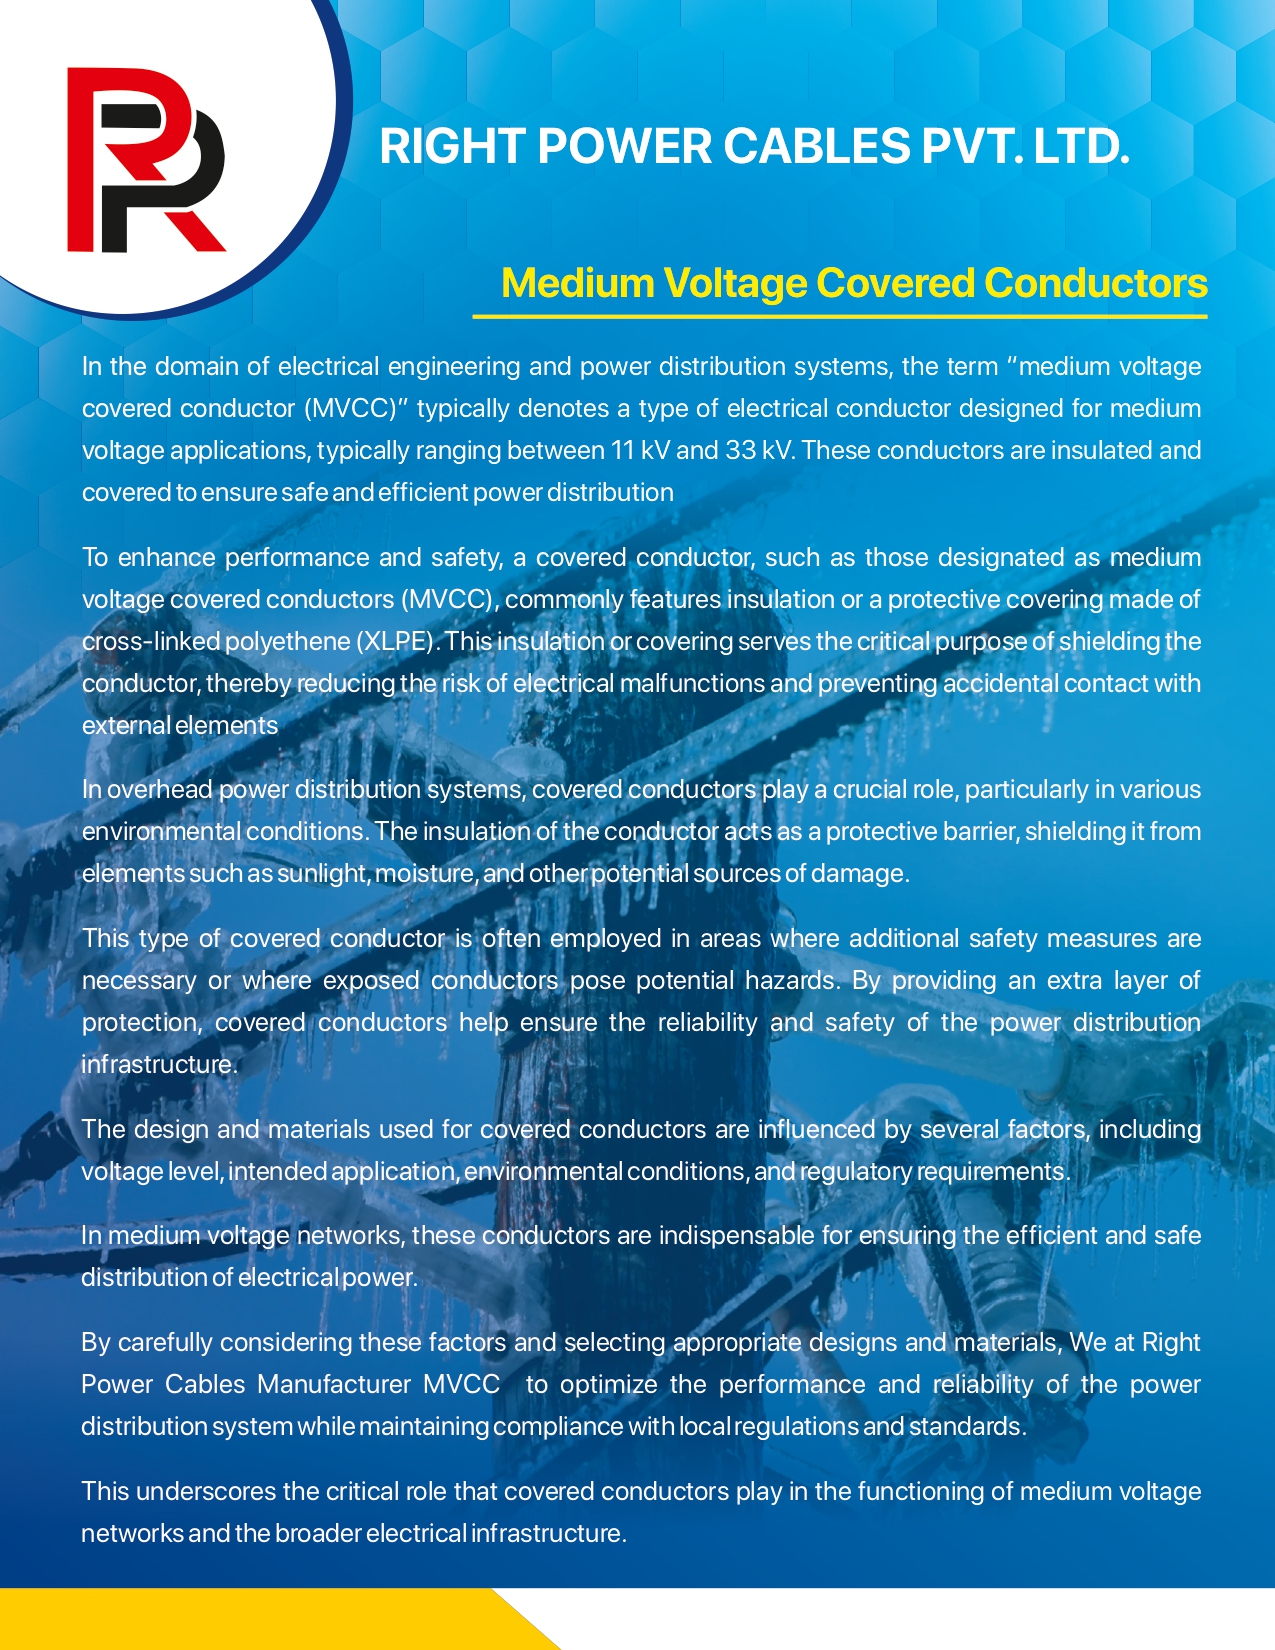 RIGHT POWER CABLES PVT. LTD.
Medium Voltage Covered Conductors
In the domain of electrical engineering and power distribution systems, the term “medium voltage
covered conductor (MVCC)” typically denotes a type of electrical conductor designed for medium
voltage applications, typically ranging between 11 kV and 33 kV. These conductors are insulated and
covered to ensure safe and efficient power distribution
To enhance performance and safety, a covered conductor, such as those designated as medium
voltage covered conductors (MVCC), commonly features insulation or a protective covering made of
cross-linked polyethene (XLPE). This insulation or covering serves the critical purpose of shielding the
conductor, thereby reducing the risk of electrical malfunctions and preventing accidental contact with
external elements
In overhead power distribution systems, covered conductors play a crucial role, particularly in various
environmental conditions. The insulation of the conductor acts as a protective barrier, shielding it from
elements such as sunlight, moisture, and other potential sources of damage.
This type of covered conductor is often employed in areas where additional safety measures are
necessary or where exposed conductors pose potential hazards. By providing an extra layer of
protection, covered conductors help ensure the reliability and safety of the power distribution
infrastructure.
The design and materials used for covered conductors are influenced by several factors, including
voltage level, intended application, environmental conditions, and regulatory requirements.
In medium voltage networks, these conductors are indispensable for ensuring the efficient and safe
distribution of electrical power.
By carefully considering these factors and selecting appropriate designs and materials, We at Right
Power Cables Manufacturer MVCC to optimize the performance and reliability of the power
distribution system while maintaining compliance with local regulations and standards.
This underscores the critical role that covered conductors play in the functioning of medium voltage
networks and the broader electrical infrastructure.